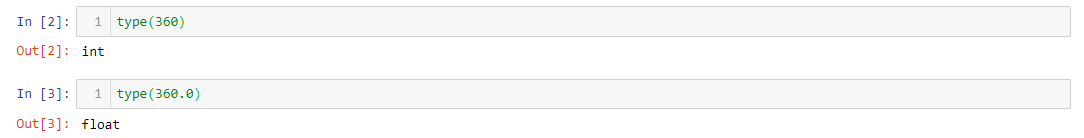 In [2]: 1 type(360)
Out[2]: int
In [3]: 1 type(360.0)
Out[3]: float